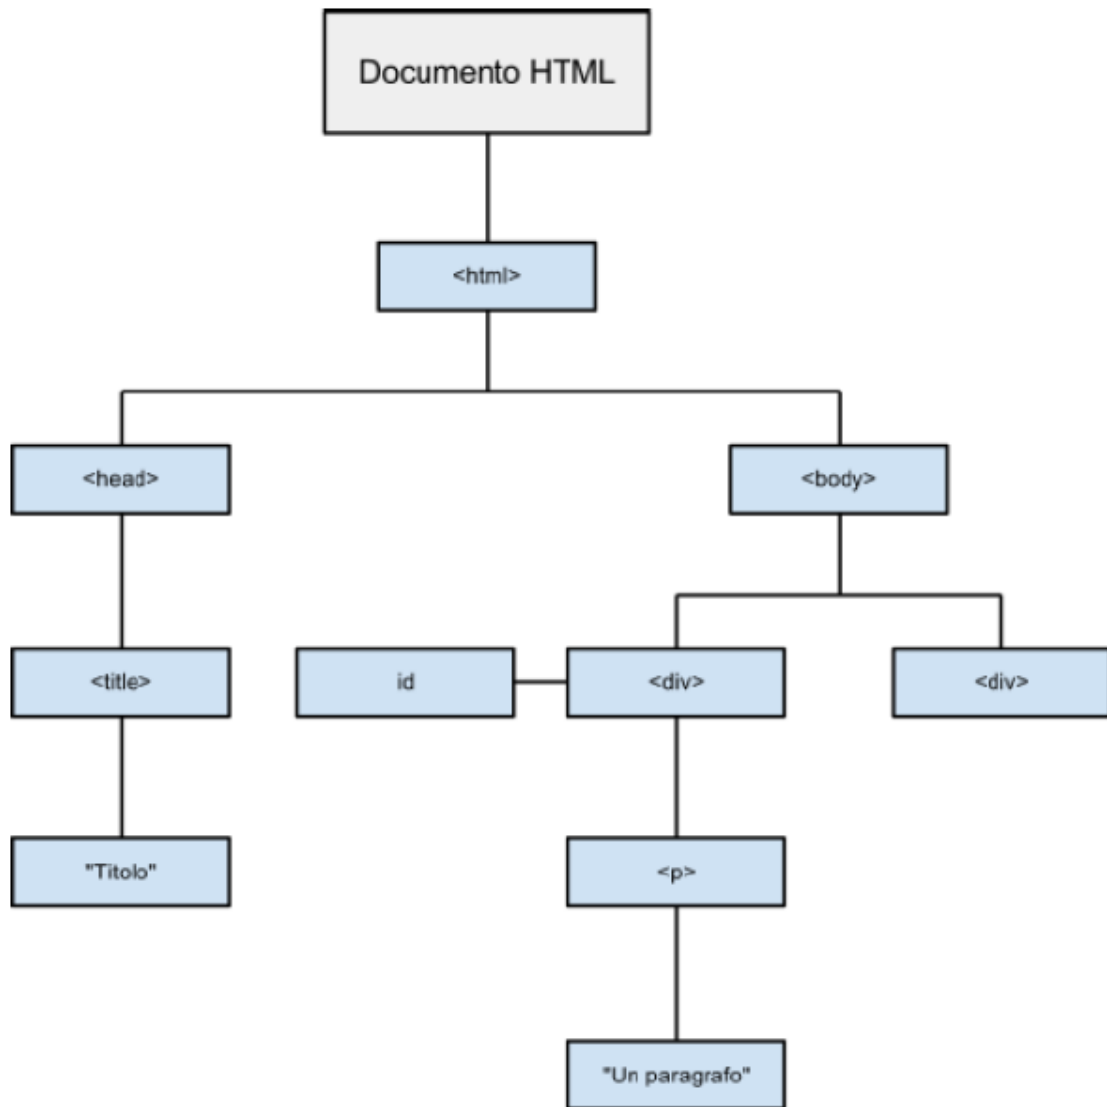 Documento HTML
<html>
<head>
<body>
<title>
id
<div>
<div>
"Titolo"
<p>
"Un paragrafo"